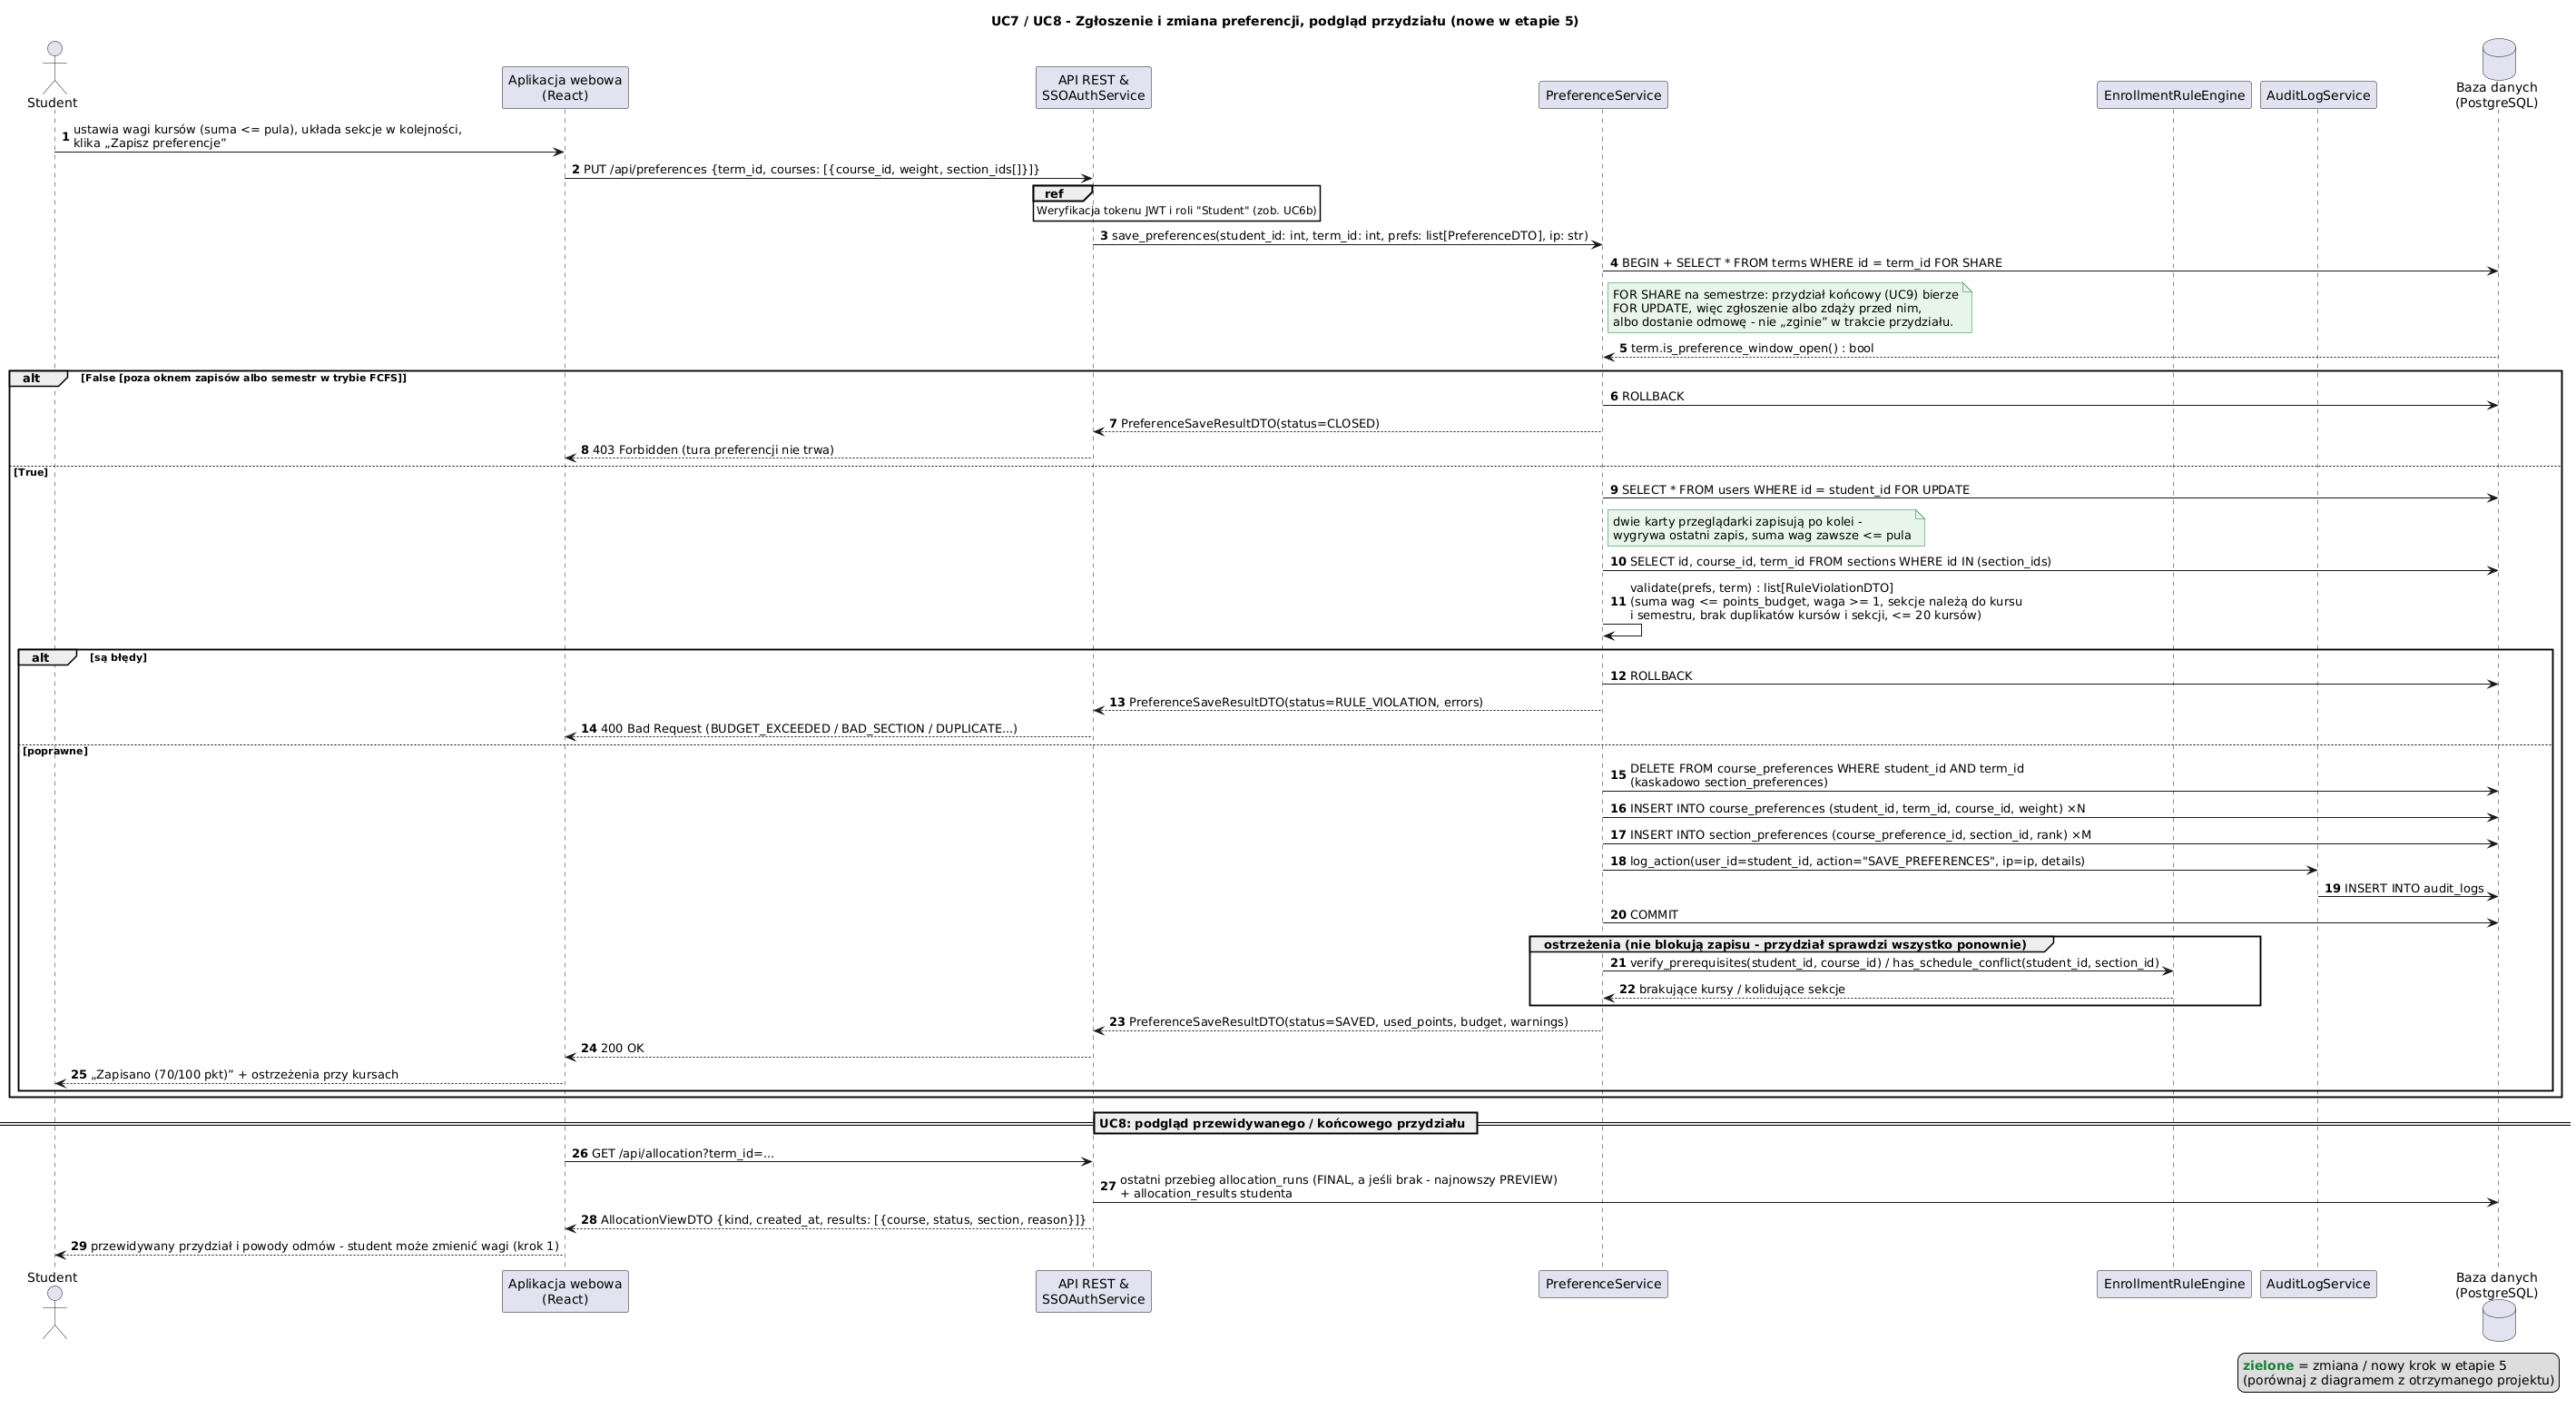 UC7 / UC8 - Zgłoszenie i zmiana preferencji, podgląd przydziału (nowe w etapie 5)
Student
Aplikacja webowa
(React)
API REST &
SSOAuthService
PreferenceService
EnrollmentRuleEngine
AuditLogService
Baza danych
(PostgreSQL)
1 ustawia wagi kursów (suma <= pula), układa sekcje w kolejności,
klika „Zapisz preferencje”
2 PUT /api/preferences {term_id, courses: [{course_id, weight, section_ids[]}]}
ref
Weryfikacja tokenu JWT i roli "Student" (zob. UC6b)
3 save_preferences(student_id: int, term_id: int, prefs: list[PreferenceDTO], ip: str)
4 BEGIN + SELECT * FROM terms WHERE id = term_id FOR SHARE
FOR SHARE na semestrze: przydział końcowy (UC9) bierze
FOR UPDATE, więc zgłoszenie albo zdąży przed nim,
albo dostanie odmowę - nie „zginie” w trakcie przydziału.
5 term.is_preference_window_open() : bool
alt [False [poza oknem zapisów albo semestr w trybie FCFS]]
6 ROLLBACK
7 PreferenceSaveResultDTO(status=CLOSED)
8 403 Forbidden (tura preferencji nie trwa)
[True]
9 SELECT * FROM users WHERE id = student_id FOR UPDATE
dwie karty przeglądarki zapisują po kolei -
wygrywa ostatni zapis, suma wag zawsze <= pula
10 SELECT id, course_id, term_id FROM sections WHERE id IN (section_ids)
11 validate(prefs, term) : list[RuleViolationDTO]
(suma wag <= points_budget, waga >= 1, sekcje należą do kursu
i semestru, brak duplikatów kursów i sekcji, <= 20 kursów)
alt [są błędy]
12 ROLLBACK
13 PreferenceSaveResultDTO(status=RULE_VIOLATION, errors)
14 400 Bad Request (BUDGET_EXCEEDED / BAD_SECTION / DUPLICATE...)
[poprawne]
15 DELETE FROM course_preferences WHERE student_id AND term_id
(kaskadowo section_preferences)
16 INSERT INTO course_preferences (student_id, term_id, course_id, weight) ×N
17 INSERT INTO section_preferences (course_preference_id, section_id, rank) ×M
18 log_action(user_id=student_id, action="SAVE_PREFERENCES", ip=ip, details)
19 INSERT INTO audit_logs
20 COMMIT
ostrzeżenia (nie blokują zapisu - przydział sprawdzi wszystko ponownie)
21 verify_prerequisites(student_id, course_id) / has_schedule_conflict(student_id, section_id)
22 brakujące kursy / kolidujące sekcje
23 PreferenceSaveResultDTO(status=SAVED, used_points, budget, warnings)
24 200 OK
25 „Zapisano (70/100 pkt)” + ostrzeżenia przy kursach
UC8: podgląd przewidywanego / końcowego przydziału
26 GET /api/allocation?term_id=...
27 ostatni przebieg allocation_runs (FINAL, a jeśli brak - najnowszy PREVIEW)
+ allocation_results studenta
28 AllocationViewDTO {kind, created_at, results: [{course, status, section, reason}]}
29 przewidywany przydział i powody odmów - student może zmienić wagi (krok 1)
Student
Aplikacja webowa
(React)
API REST &
SSOAuthService
PreferenceService
EnrollmentRuleEngine
AuditLogService
Baza danych
(PostgreSQL)
zielone = zmiana / nowy krok w etapie 5
(porównaj z diagramem z otrzymanego projektu)